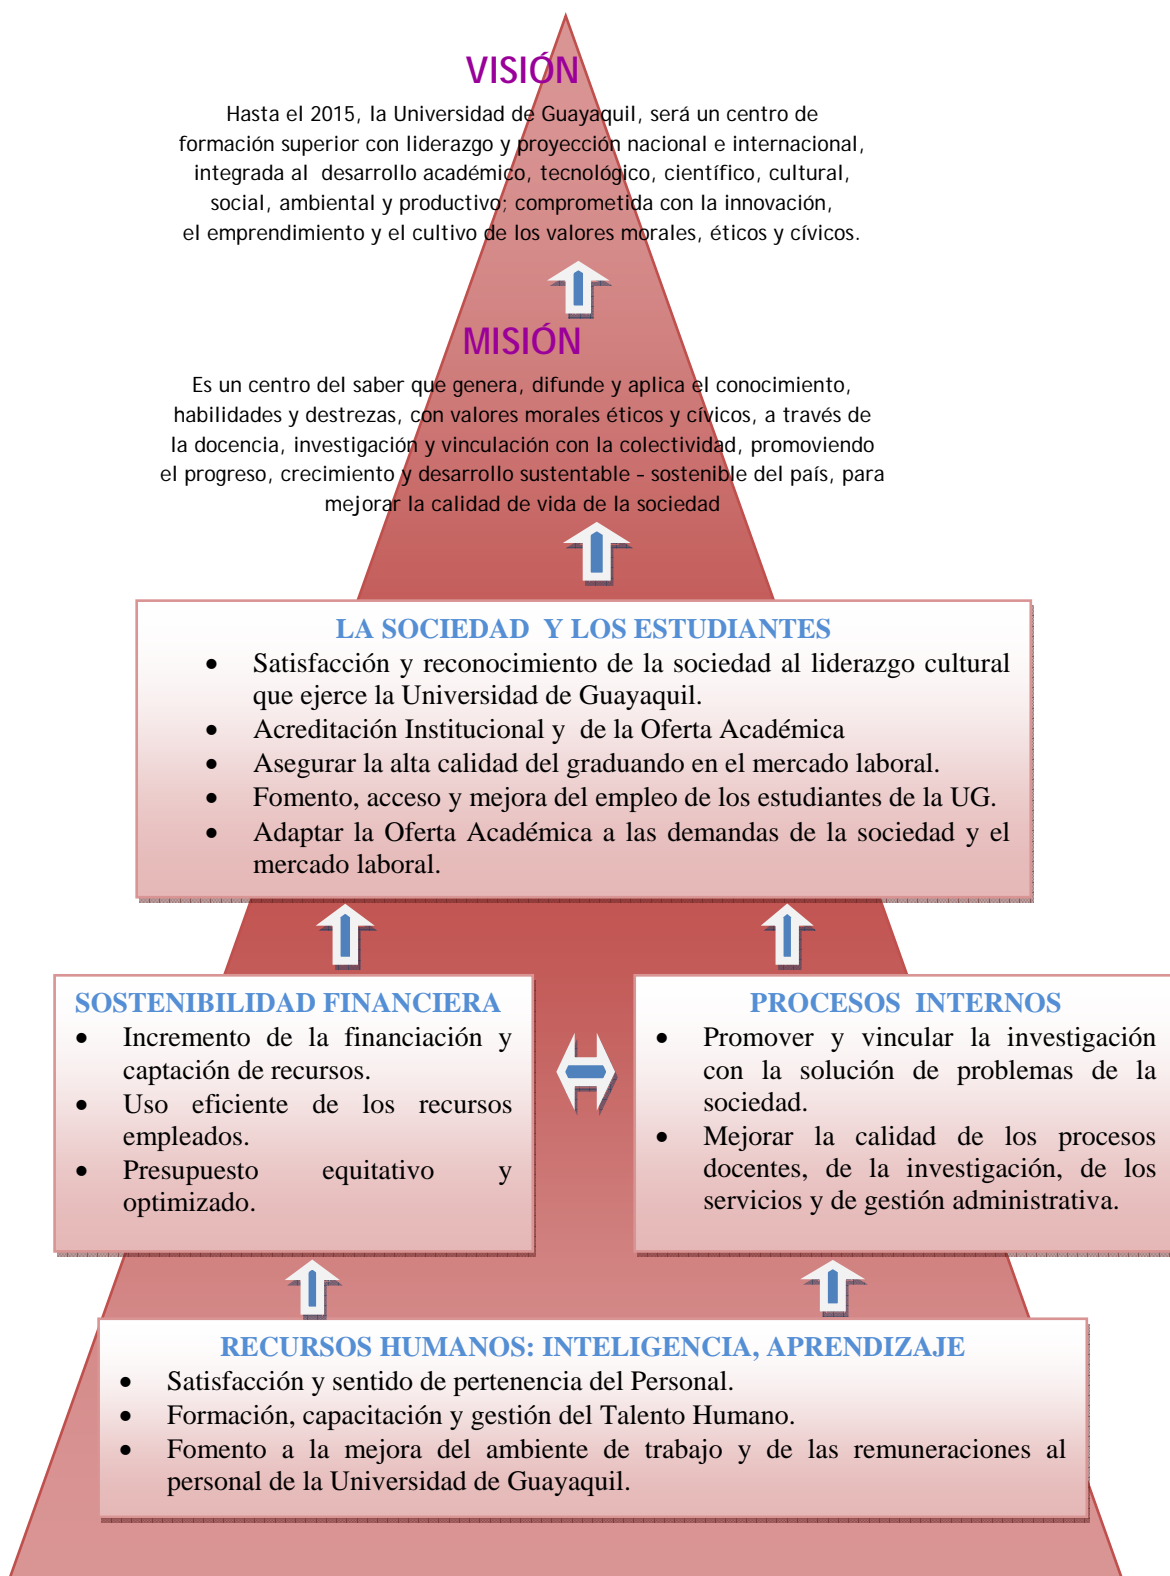 VISIÓN
Hasta el 2015, la Universidad de Guayaquil, será un centro de
formación superior con liderazgo y proyección nacional e internacional,
integrada al desarrollo académico, tecnológico, científico, cultural,
social, ambiental y productivo; comprometida con la innovación,
el emprendimiento y el cultivo de los valores morales, éticos y cívicos.
MISIÓN
Es un centro del saber que genera, difunde y aplica el conocimiento,
habilidades y destrezas, con valores morales éticos y cívicos, a través de
la docencia, investigación y vinculación con la colectividad, promoviendo
el progreso, crecimiento y desarrollo sustentable – sostenible del país, para
mejorar la calidad de vida de la sociedad
LA SOCIEDAD Y LOS ESTUDIANTES
• Satisfacción y reconocimiento de la sociedad al liderazgo cultural
que ejerce la Universidad de Guayaquil.
• Acreditación Institucional y de la Oferta Académica
• Asegurar la alta calidad del graduando en el mercado laboral.
• Fomento, acceso y mejora del empleo de los estudiantes de la UG.
• Adaptar la Oferta Académica a las demandas de la sociedad y el
mercado laboral.
SOSTENIBILIDAD FINANCIERA
• Incremento de la financiación y
captación de recursos.
• Uso eficiente de los recursos
empleados.
• Presupuesto equitativo y
optimizado.
PROCESOS INTERNOS
• Promover y vincular la investigación
con la solución de problemas de la
sociedad.
• Mejorar la calidad de los procesos
docentes, de la investigación, de los
servicios y de gestión administrativa.
RECURSOS HUMANOS: INTELIGENCIA, APRENDIZAJE
• Satisfacción y sentido de pertenencia del Personal.
• Formación, capacitación y gestión del Talento Humano.
• Fomento a la mejora del ambiente de trabajo y de las remuneraciones al
personal de la Universidad de Guayaquil.